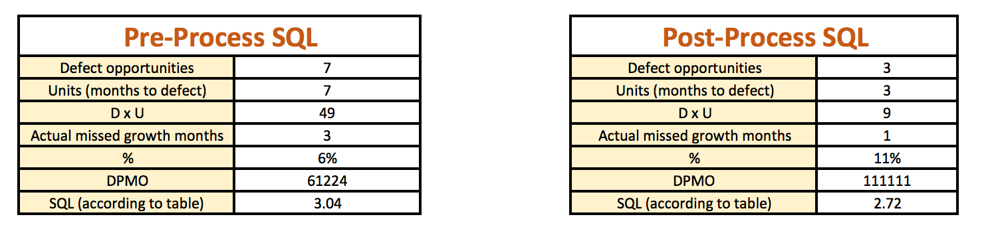 Pre-Process SQL
Defect opportunities 7
Units (months to defect) 7
D x U 49
Actual missed growth months 3
% 6%
DPMO 61224
SQL (according to table) 3.04
Post-Process SQL
Defect opportunities 3
Units (months to defect) 3
D x U 9
Actual missed growth months 1
% 11%
DPMO 111111
SQL (according to table) 2.72